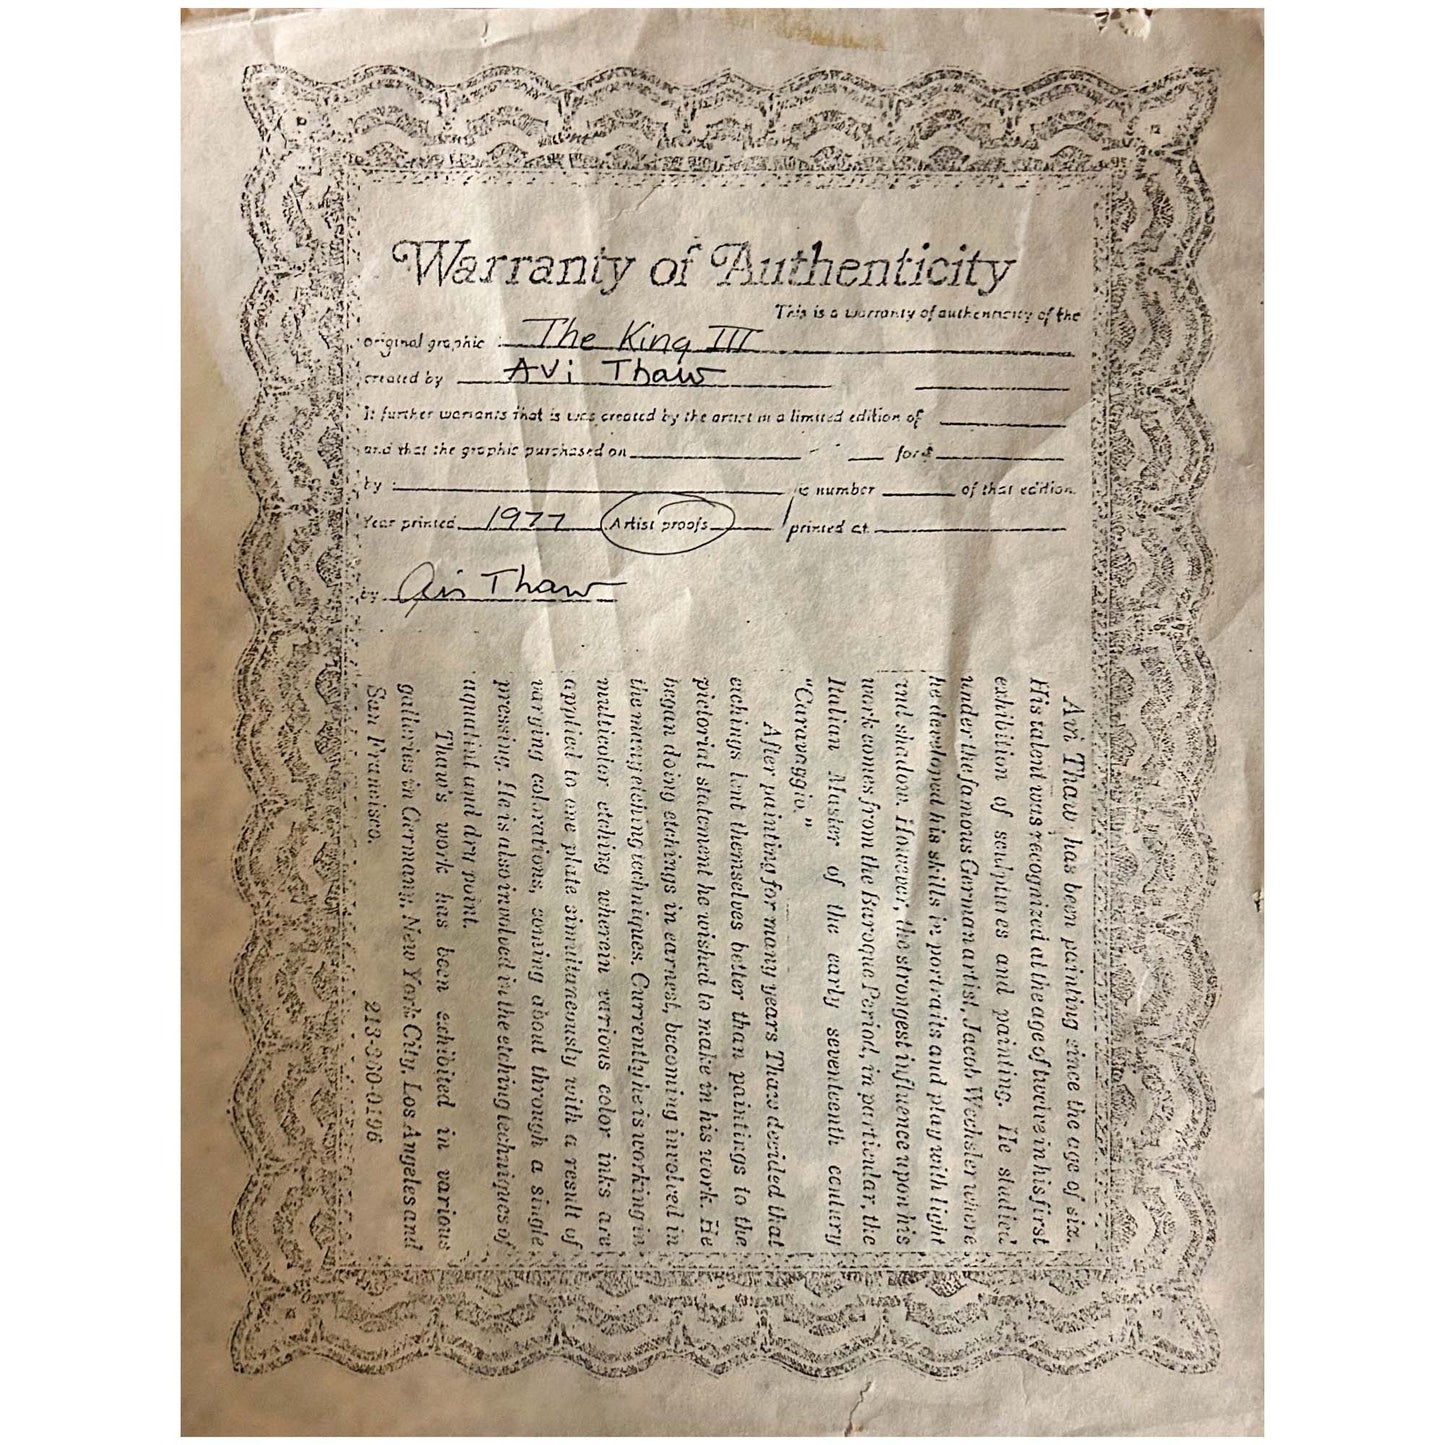 Warranty of Authenticity
This is a warranty of authenticity of the
original graphic The King III
created by Avi Thaw
It further warrants that is was created by the artist in a limited edition of
and that the graphic purchased on for $
by is number of that edition.
Year printed 1977 Artist proofs printed at
by Avi Thaw
Avi Thaw has been painting since the age of six.
His talent was recognized at the age of twelve in his first
exhibition of sculptures and painting. He studied
under the famous German artist, Jacob Wechsler where
he developed his skills in portraits and play with light
and shadow. However, the strongest influence upon his
work comes from the Baroque Period, in particular, the
Italian Master of the early seventeenth century
"Caravaggio."
After painting for many years Thaw decided that
etchings lent themselves better than paintings to the
pictorial statement he wished to make in his work. He
began doing etchings in earnest, becoming involved in
the many etching techniques. Currently he is working in
multicolor etching wherein various color inks are
applied to one plate simultaneously with a result of
varying colorations, coming about through a single
pressing. He is also involved in the etching techniques of
aquatint and dry point.
Thaw's work has been exhibited in various
galleries in Germany, New York City, Los Angeles and
San Francisco.
213-360-0196